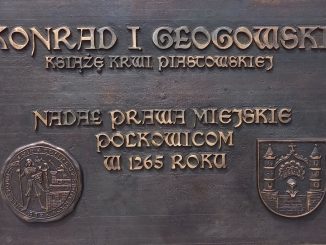 KONRAD I GŁOGOWSKI
KSIĄŻĘ KRWI PIASTOWSKIEJ
NADAŁ PRAWA MIEJSKIE
POLKOWICOM
W 1265 ROKU